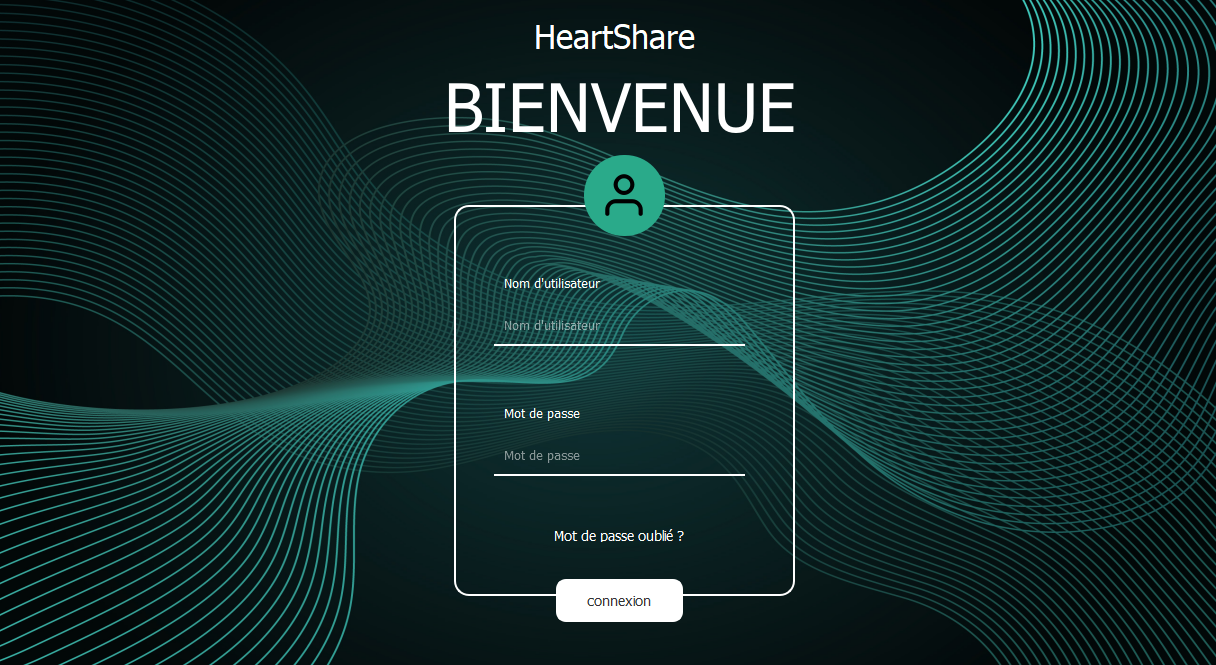 HeartShare
BIENVENUE
Nom d'utilisateur
Nom d'utilisateur
Mot de passe
Mot de passe
Mot de passe oublié ?
connexion